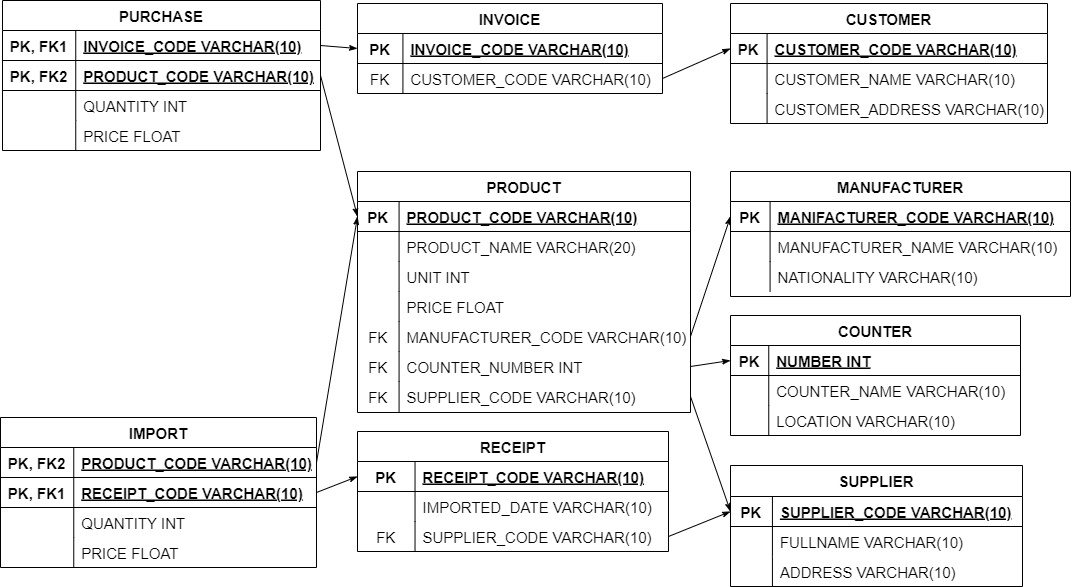 PURCHASE
PK, FK1 INVOICE_CODE VARCHAR(10)
PK, FK2 PRODUCT_CODE VARCHAR(10)
QUANTITY INT
PRICE FLOAT
INVOICE
PK INVOICE_CODE VARCHAR(10)
FK CUSTOMER_CODE VARCHAR(10)
CUSTOMER
PK CUSTOMER_CODE VARCHAR(10)
CUSTOMER_NAME VARCHAR(10)
CUSTOMER_ADDRESS VARCHAR(10)
PRODUCT
PK PRODUCT_CODE VARCHAR(10)
PRODUCT_NAME VARCHAR(20)
UNIT INT
PRICE FLOAT
FK MANUFACTURER_CODE VARCHAR(10)
FK COUNTER_NUMBER INT
FK SUPPLIER_CODE VARCHAR(10)
MANUFACTURER
PK MANIFACTURER_CODE VARCHAR(10)
MANUFACTURER_NAME VARCHAR(10)
NATIONALITY VARCHAR(10)
COUNTER
PK NUMBER INT
COUNTER_NAME VARCHAR(10)
LOCATION VARCHAR(10)
IMPORT
PK, FK2 PRODUCT_CODE VARCHAR(10)
PK, FK1 RECEIPT_CODE VARCHAR(10)
QUANTITY INT
PRICE FLOAT
RECEIPT
PK RECEIPT_CODE VARCHAR(10)
IMPORTED_DATE VARCHAR(10)
FK SUPPLIER_CODE VARCHAR(10)
SUPPLIER
PK SUPPLIER_CODE VARCHAR(10)
FULLNAME VARCHAR(10)
ADDRESS VARCHAR(10)